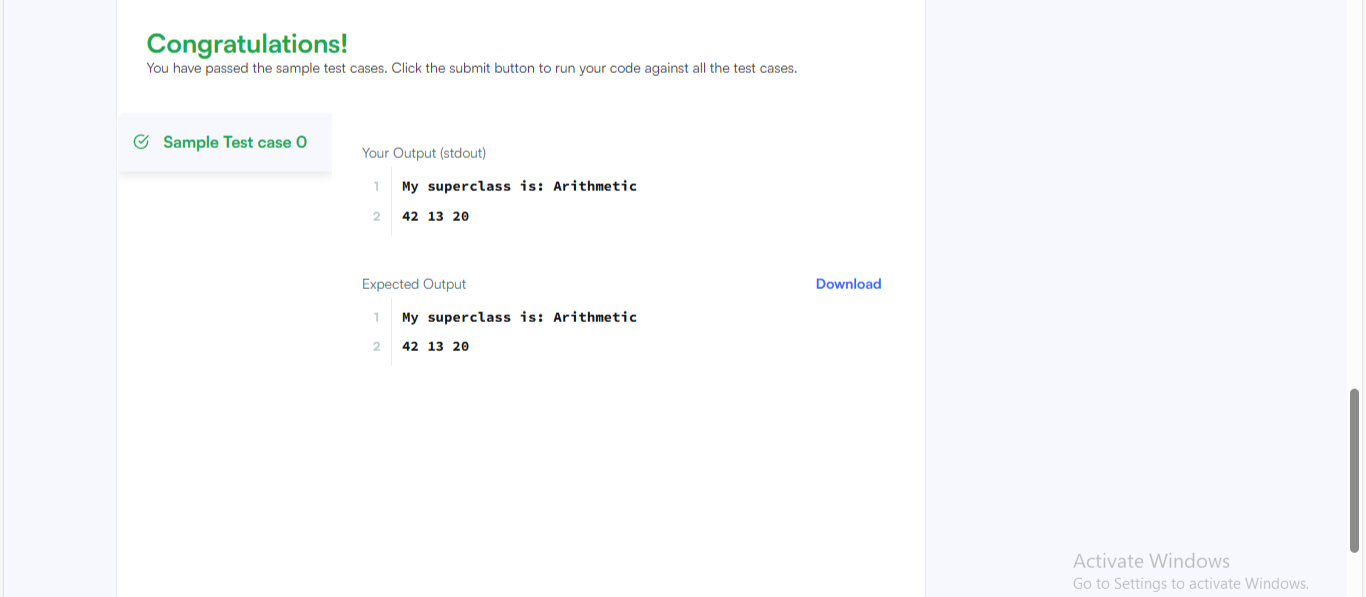 Congratulations!
You have passed the sample test cases. Click the submit button to run your code against all the test cases.
Sample Test case 0
Your Output (stdout)
1 My superclass is: Arithmetic
2 42 13 20
Expected Output Download
1 My superclass is: Arithmetic
2 42 13 20
Activate Windows
Go to Settings to activate Windows.